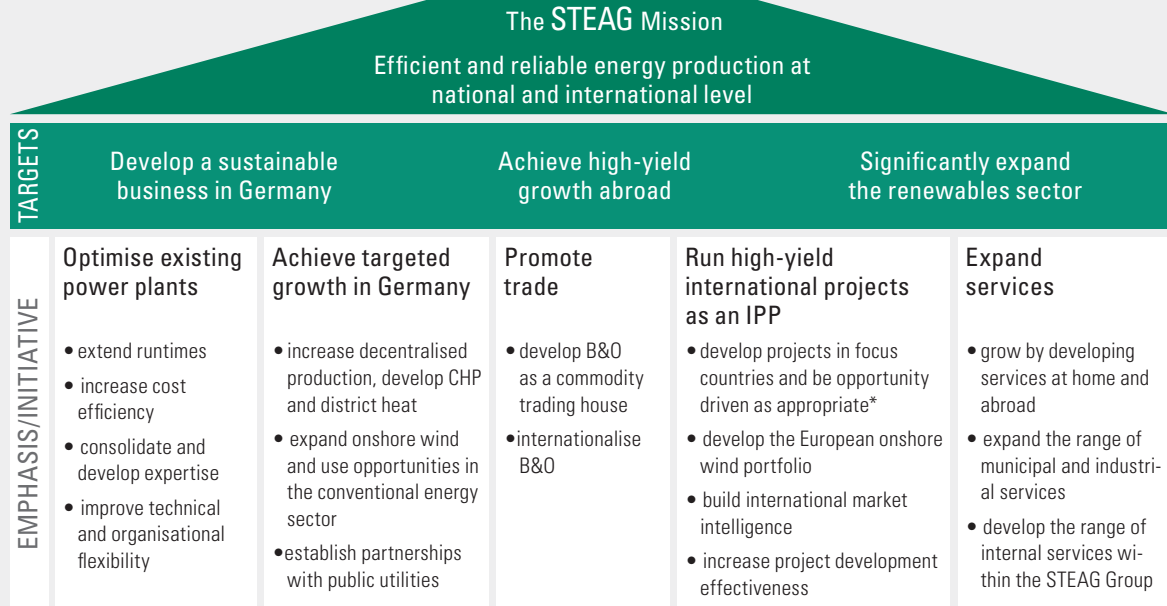 The STEAG Mission
Efficient and reliable energy production at
national and international level
TARGETS
Develop a sustainable
business in Germany
Achieve high-yield
growth abroad
Significantly expand
the renewables sector
EMPHASIS/INITIATIVE
Optimise existing
power plants
• extend runtimes
• increase cost
efficiency
• consolidate and
develop expertise
• improve technical
and organisational
flexibility
Achieve targeted
growth in Germany
• increase decentralised
production, develop CHP
and district heat
• expand onshore wind
and use opportunities in
the conventional energy
sector
•establish partnerships
with public utilities
Promote
trade
• develop B&O
as a commodity
trading house
•internationalise
B&O
Run high-yield
international projects
as an IPP
• develop projects in focus
countries and be opportunity
driven as appropriate*
• develop the European onshore
wind portfolio
• build international market
intelligence
• increase project development
effectiveness
Expand
services
• grow by developing
services at home and
abroad
• expand the range of
municipal and industri-
al services
• develop the range of
internal services wi-
thin the STEAG Group